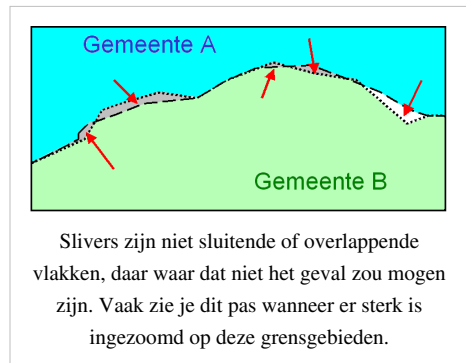 Gemeente A
Gemeente B
Slivers zijn niet sluitende of overlappende
vlakken, daar waar dat niet het geval zou mogen
zijn. Vaak zie je dit pas wanneer er sterk is
ingezoomd op deze grensgebieden.